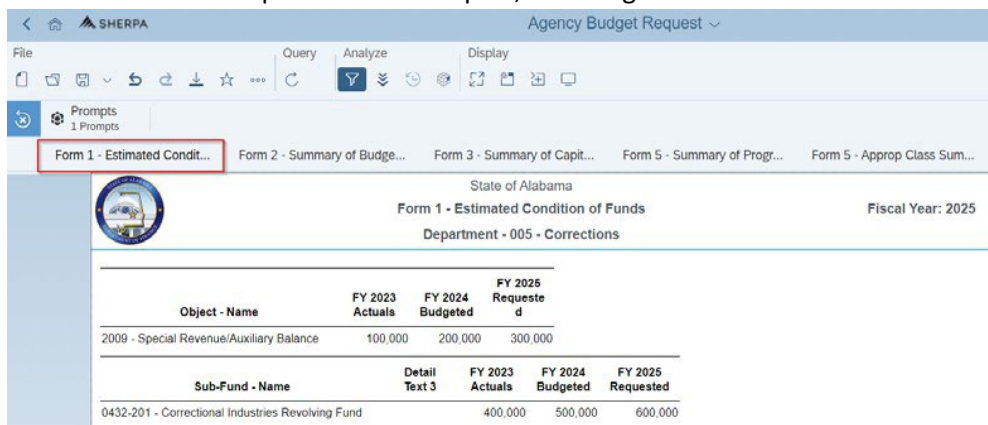 SHERPA Agency Budget Request
File Query Analyze Display
Prompts
1 Prompts
Form 1 - Estimated Condit... Form 2 - Summary of Budge... Form 3 - Summary of Capit... Form 5 - Summary of Progr... Form 5 - Approp Class Sum...
State of Alabama
Form 1 - Estimated Condition of Funds Fiscal Year: 2025
Department - 005 - Corrections
FY 2025
FY 2023 FY 2024 Requeste
Object - Name Actuals Budgeted d
2009 - Special Revenue/Auxiliary Balance 100,000 200,000 300,000
Detail FY 2023 FY 2024 FY 2025
Sub-Fund - Name Text 3 Actuals Budgeted Requested
0432-201 - Correctional Industries Revolving Fund 400,000 500,000 600,000